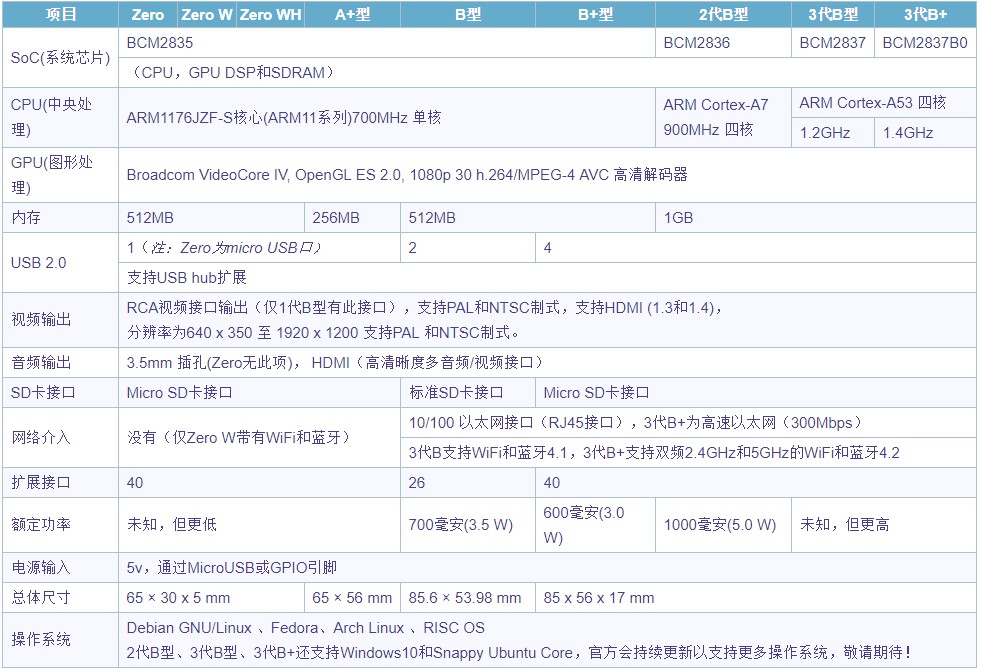 项目 Zero Zero W Zero WH A+型 B型 B+型 2代B型 3代B型 3代B+
SoC(系统芯片) BCM2835 BCM2836 BCM2837 BCM2837B0
（CPU，GPU DSP和SDRAM）
CPU(中央处
理) ARM1176JZF-S核心(ARM11系列)700MHz 单核 ARM Cortex-A7
900MHz 四核 ARM Cortex-A53 四核
1.2GHz 1.4GHz
GPU(图形处
理) Broadcom VideoCore IV, OpenGL ES 2.0, 1080p 30 h.264/MPEG-4 AVC 高清解码器
内存 512MB 256MB 512MB 1GB
USB 2.0 1（注：Zero为micro USB口） 2 4
支持USB hub扩展
视频输出 RCA视频接口输出（仅1代B型有此接口），支持PAL和NTSC制式，支持HDMI (1.3和1.4)，
分辨率为640 x 350 至 1920 x 1200 支持PAL 和NTSC制式。
音频输出 3.5mm 插孔(Zero无此项)， HDMI（高清晰度多音频/视频接口）
SD卡接口 Micro SD卡接口 标准SD卡接口 Micro SD卡接口
网络介入 没有（仅Zero W带有WiFi和蓝牙） 10/100 以太网接口（RJ45接口），3代B+为高速以太网（300Mbps）
3代B支持WiFi和蓝牙4.1，3代B+支持双频2.4GHz和5GHz的WiFi和蓝牙4.2
扩展接口 40 26 40
额定功率 未知，但更低 700毫安(3.5 W) 600毫安(3.0
W) 1000毫安(5.0 W) 未知，但更高
电源输入 5v，通过MicroUSB或GPIO引脚
总体尺寸 65 × 30 x 5 mm 65 × 56 mm 85.6 × 53.98 mm 85 x 56 x 17 mm
操作系统 Debian GNU/Linux 、Fedora、Arch Linux 、RISC OS
2代B型、3代B型、3代B+还支持Windows10和Snappy Ubuntu Core，官方会持续更新以支持更多操作系统，敬请期待！